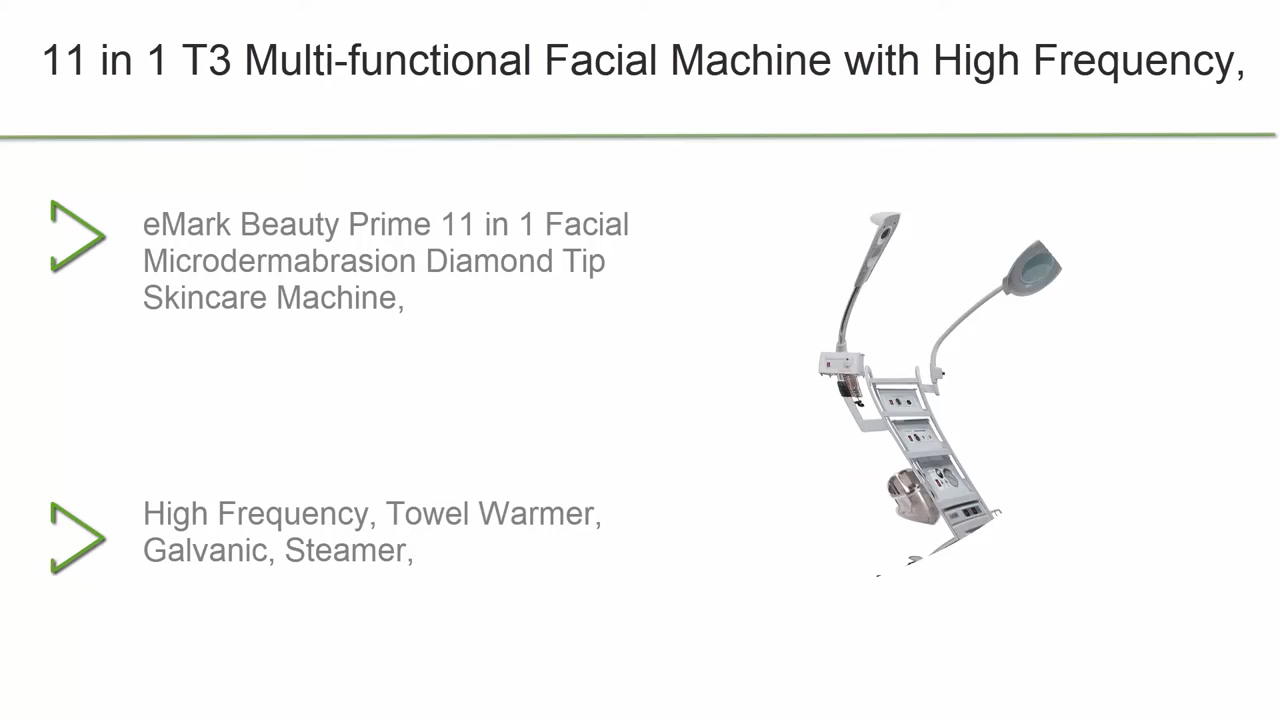 11 in 1 T3 Multi-functional Facial Machine with High Frequency,
eMark Beauty Prime 11 in 1 Facial
Microdermabrasion Diamond Tip
Skincare Machine,
High Frequency, Towel Warmer,
Galvanic, Steamer,